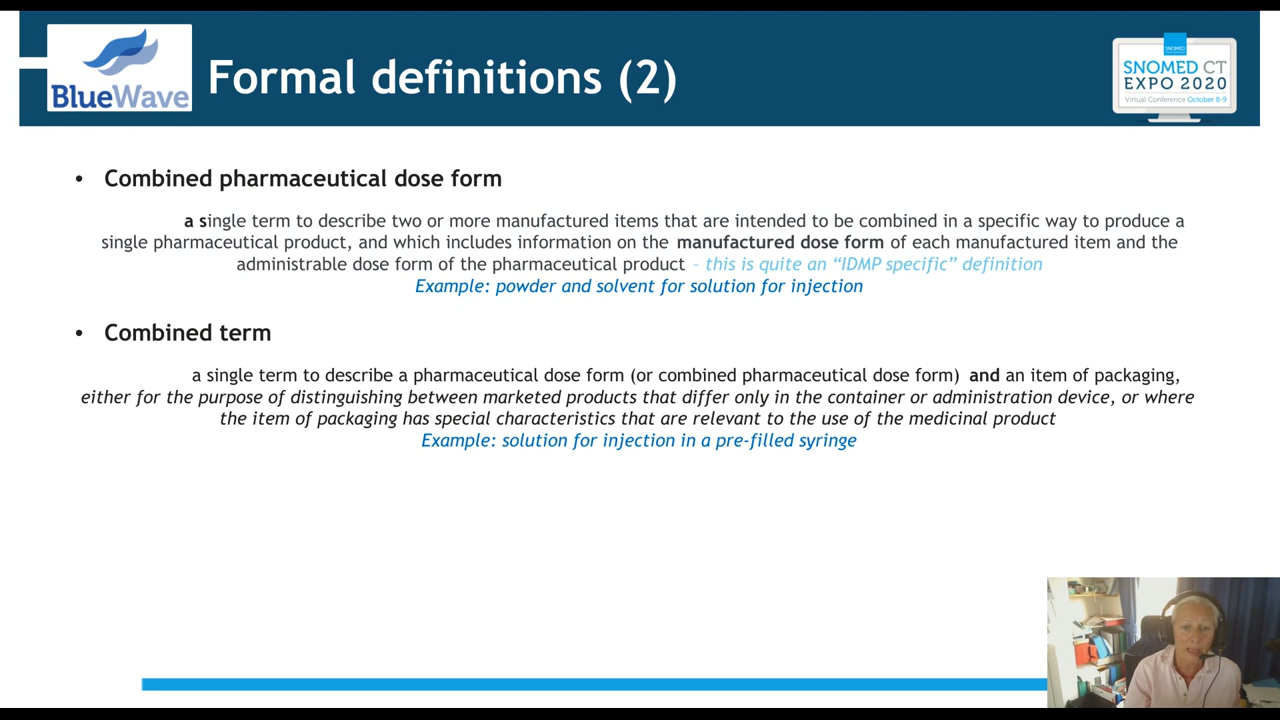 BlueWave
Formal definitions (2)
SNOMED
SNOMED CT
EXPO 2020
Virtual Conference October 8-9
• Combined pharmaceutical dose form
a single term to describe two or more manufactured items that are intended to be combined in a specific way to produce a
single pharmaceutical product, and which includes information on the manufactured dose form of each manufactured item and the
administrable dose form of the pharmaceutical product – this is quite an “IDMP specific” definition
Example: powder and solvent for solution for injection
• Combined term
a single term to describe a pharmaceutical dose form (or combined pharmaceutical dose form) and an item of packaging,
either for the purpose of distinguishing between marketed products that differ only in the container or administration device, or where
the item of packaging has special characteristics that are relevant to the use of the medicinal product
Example: solution for injection in a pre-filled syringe